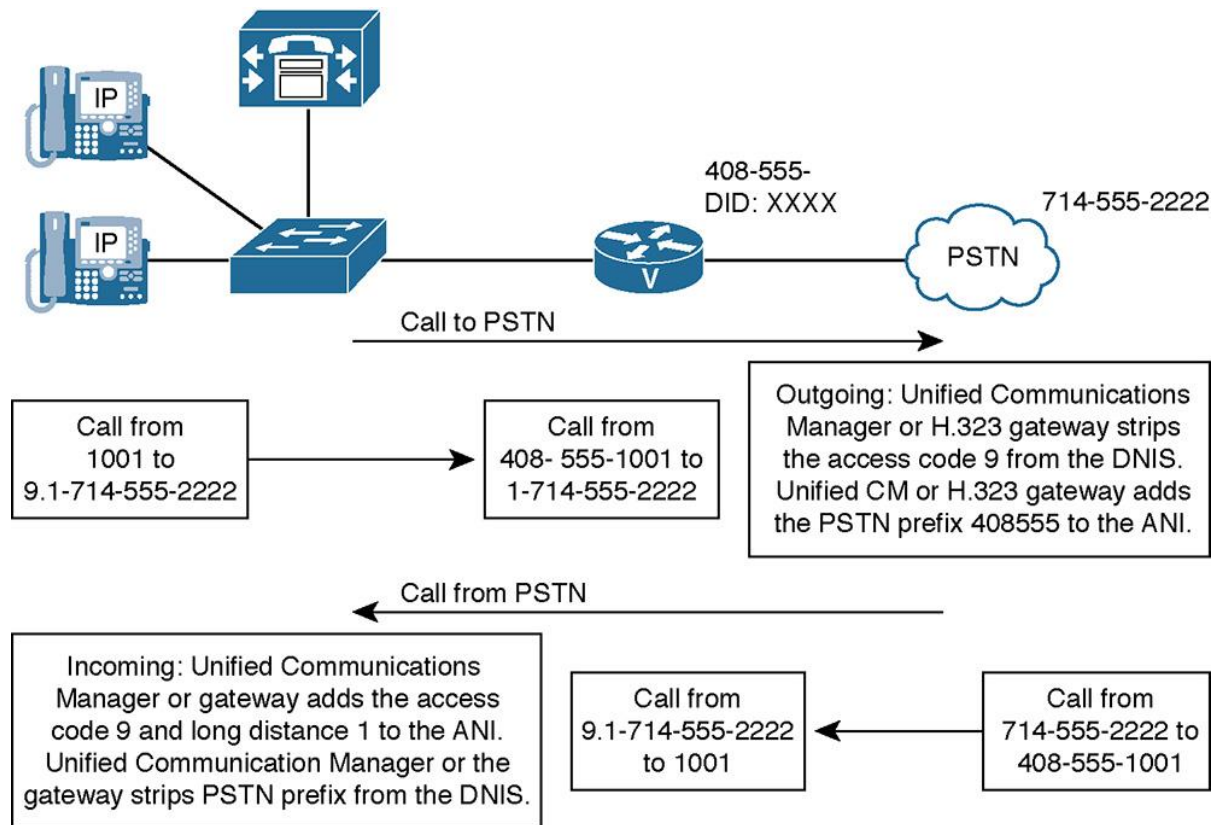 IP
IP
408-555-
DID: XXXX
714-555-2222
V
PSTN
Call to PSTN
Call from
1001 to
9.1-714-555-2222
Call from
408- 555-1001 to
1-714-555-2222
Outgoing: Unified Communications
Manager or H.323 gateway strips
the access code 9 from the DNIS.
Unified CM or H.323 gateway adds
the PSTN prefix 408555 to the ANI.
Call from PSTN
Incoming: Unified Communications
Manager or gateway adds the access
code 9 and long distance 1 to the ANI.
Unified Communication Manager or the
gateway strips PSTN prefix from the DNIS.
Call from
9.1-714-555-2222
to 1001
Call from
714-555-2222 to
408-555-1001